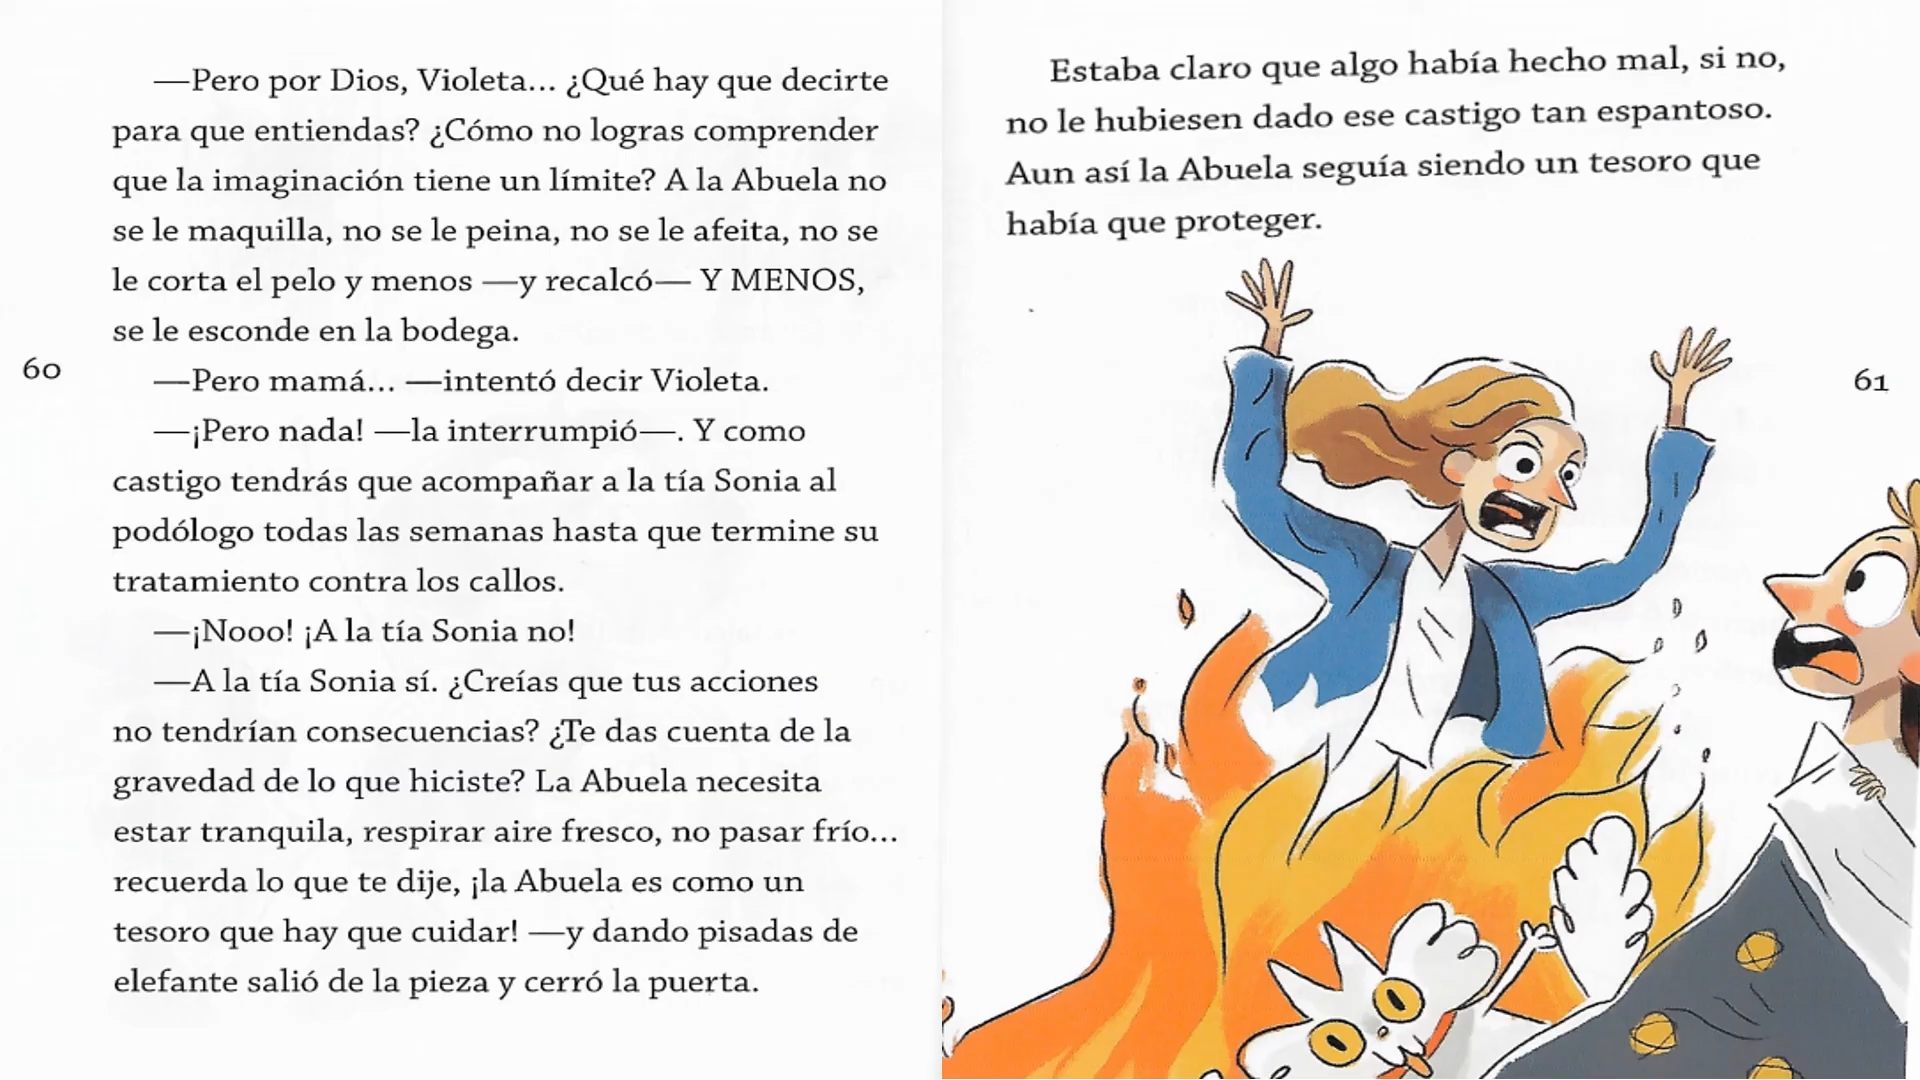 —Pero por Dios, Violeta... ¿Qué hay que decirte
para que entiendas? ¿Cómo no logras comprender
que la imaginación tiene un límite? A la Abuela no
se le maquilla, no se le peina, no se le afeita, no se
le corta el pelo y menos —y recalcó— Y MENOS,
se le esconde en la bodega.
—Pero mamá... —intentó decir Violeta.
—¡Pero nada! —la interrumpió—. Y como
castigo tendrás que acompañar a la tía Sonia al
podólogo todas las semanas hasta que termine su
tratamiento contra los callos.
—¡Nooo! ¡A la tía Sonia no!
—A la tía Sonia sí. ¿Creías que tus acciones
no tendrían consecuencias? ¿Te das cuenta de la
gravedad de lo que hiciste? La Abuela necesita
estar tranquila, respirar aire fresco, no pasar frío...
recuerda lo que te dije, ¡la Abuela es como un
tesoro que hay que cuidar! —y dando pisadas de
elefante salió de la pieza y cerró la puerta.
60
Estaba claro que algo había hecho mal, si no,
no le hubiesen dado ese castigo tan espantoso.
Aun así la Abuela seguía siendo un tesoro que
había que proteger.
61